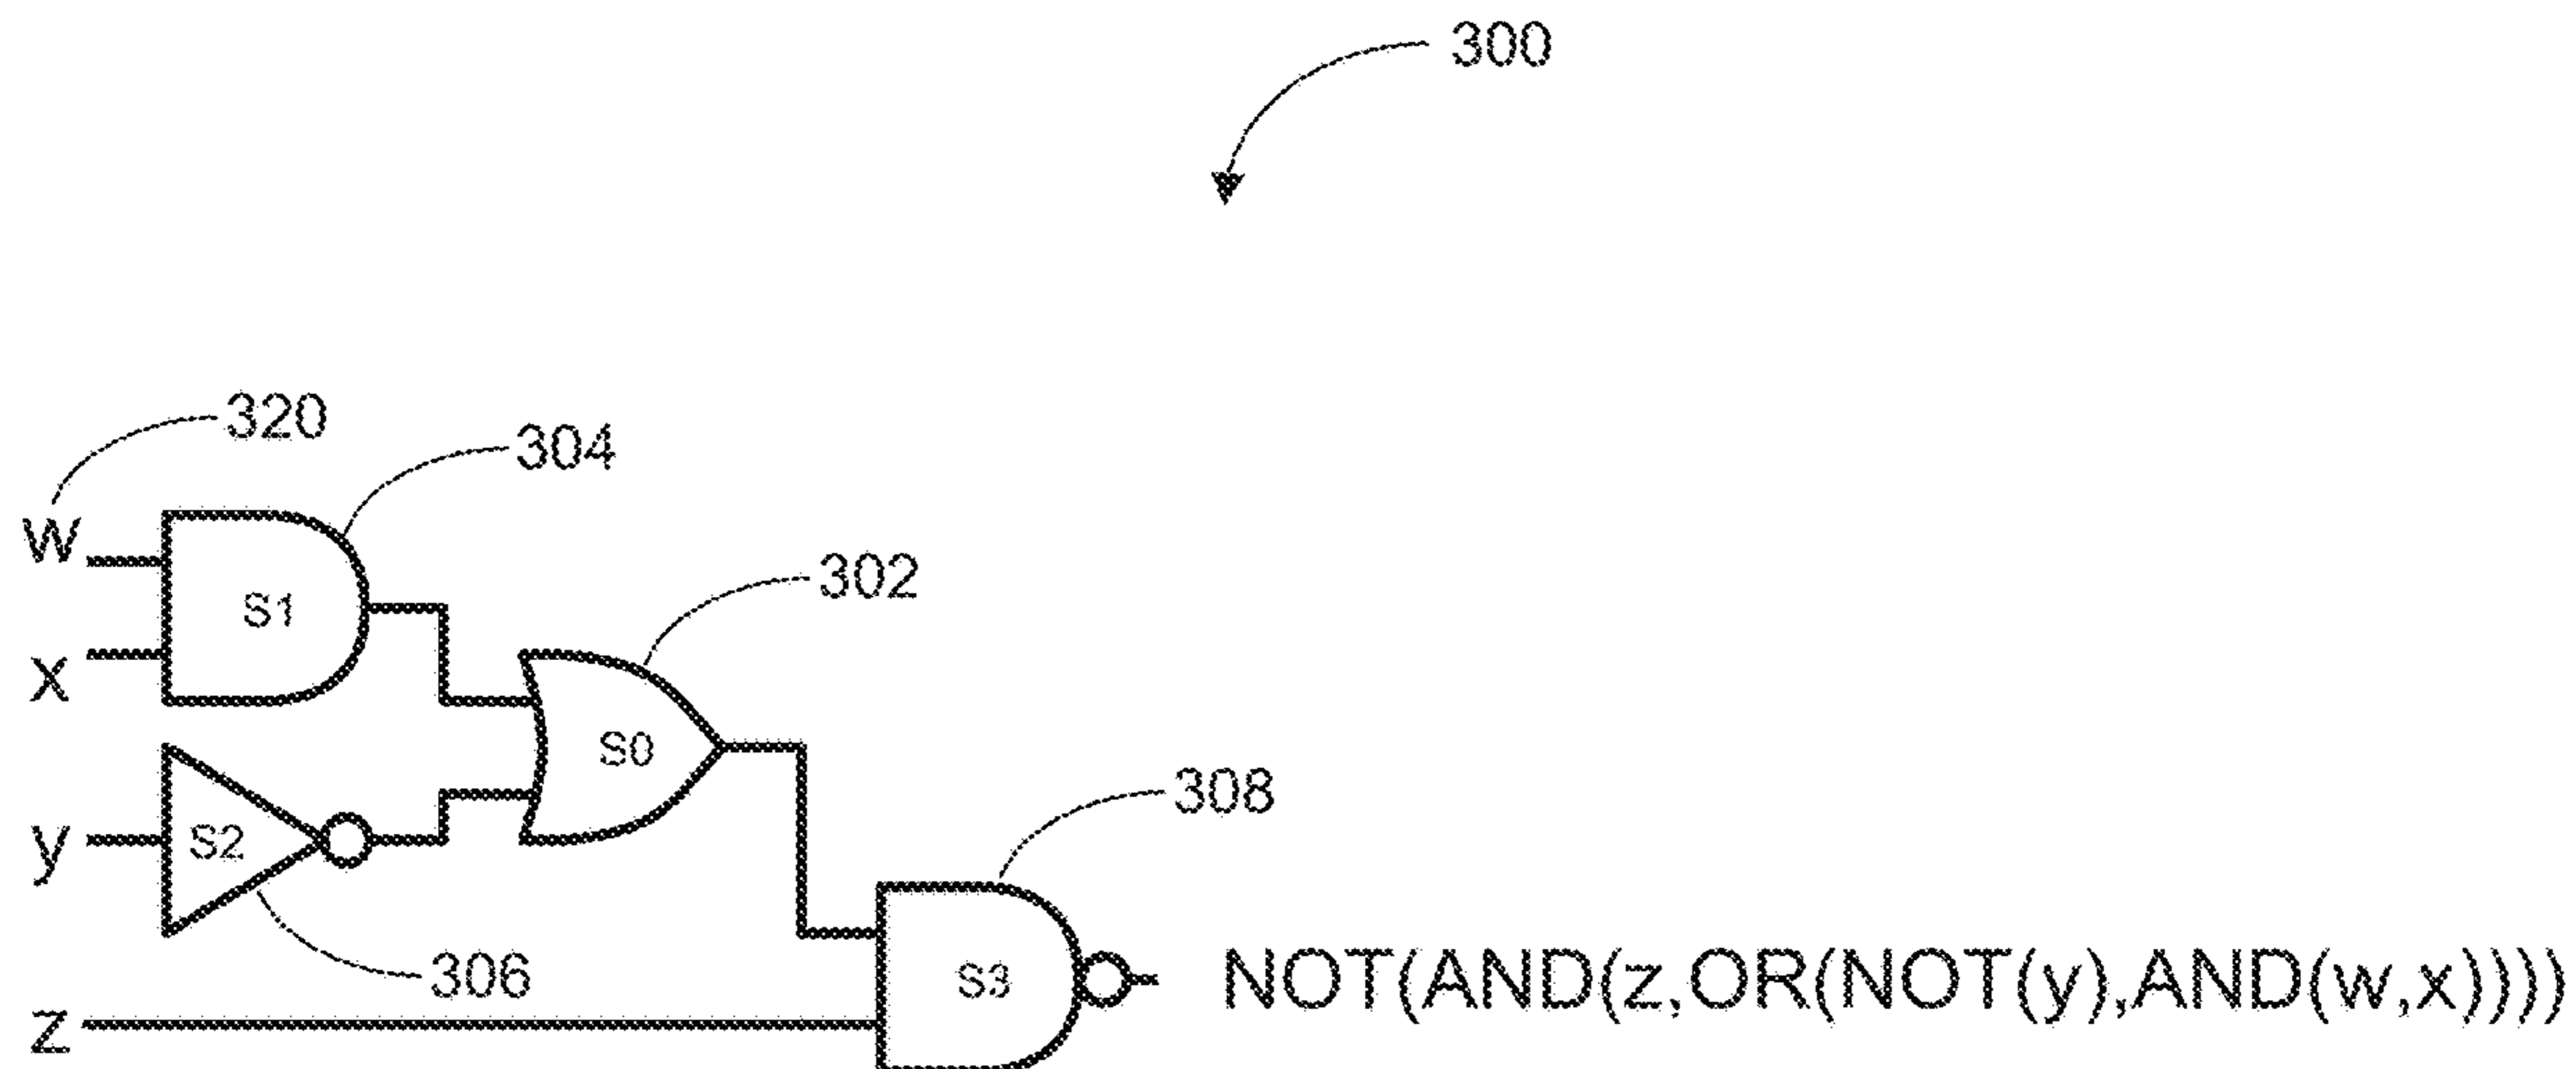 300
320
304
w
302
S1
x
S0
308
y
S2
306
S3
NOT(AND(z,OR(NOT(y),AND(w,x))))
z